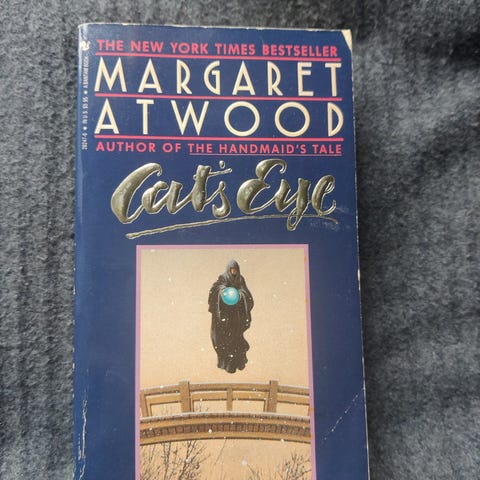 THE NEW YORK TIMES BESTSELLER
MARGARET
ATWOOD
AUTHOR OF THE HANDMAID'S TALE
Cat's Eye